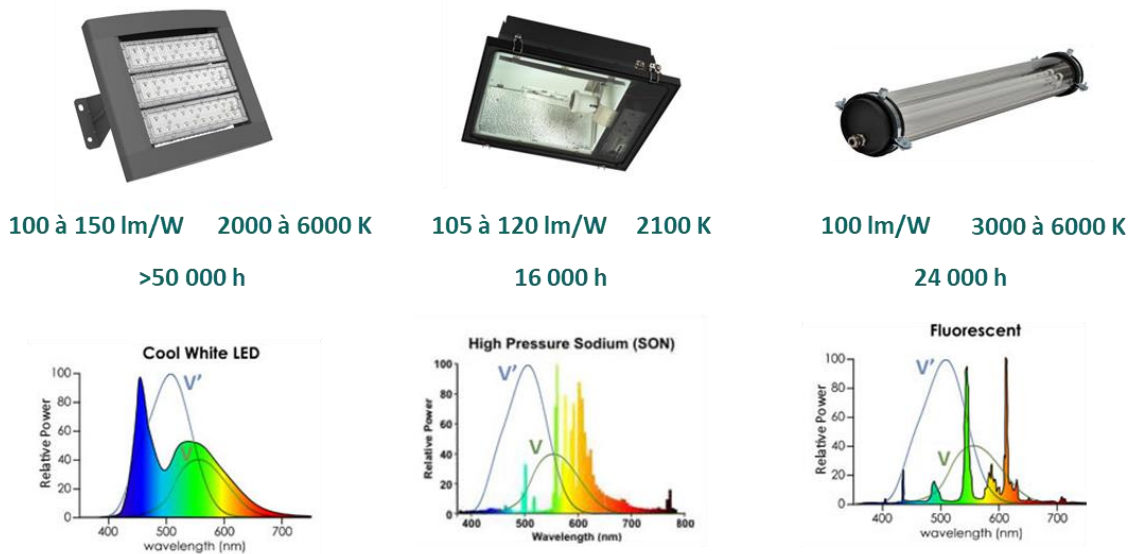 100 à 150 lm/W 2000 à 6000 K
>50 000 h
105 à 120 lm/W 2100 K
16 000 h
100 lm/W 3000 à 6000 K
24 000 h
Cool White LED
Relative Power
100
80
60
40
20
0
V'
V
400 500 600 700
wavelength (nm)
High Pressure Sodium (SON)
Relative Power
100
80
60
40
20
0
V'
V
400 500 600 700 800
Wavelength (nm)
Fluorescent
Relative Power
100
80
60
40
20
0
V'
V
400 500 600 700
wavelength (nm)